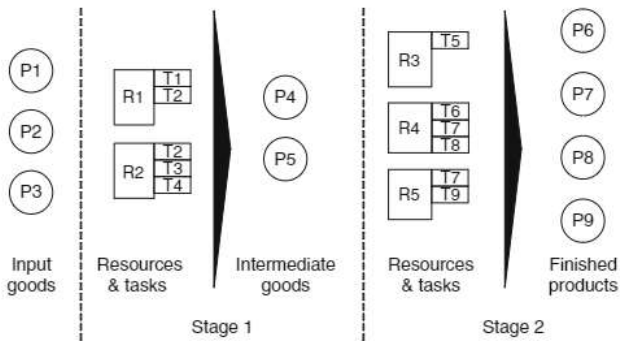 P1
P2
P3
Input
goods
R1
T1
T2
R2
T2
T3
T4
Resources
& tasks
P4
P5
Intermediate
goods
Stage 1
R3
T5
R4
T6
T7
T8
R5
T7
T9
Resources
& tasks
P6
P7
P8
P9
Finished
products
Stage 2